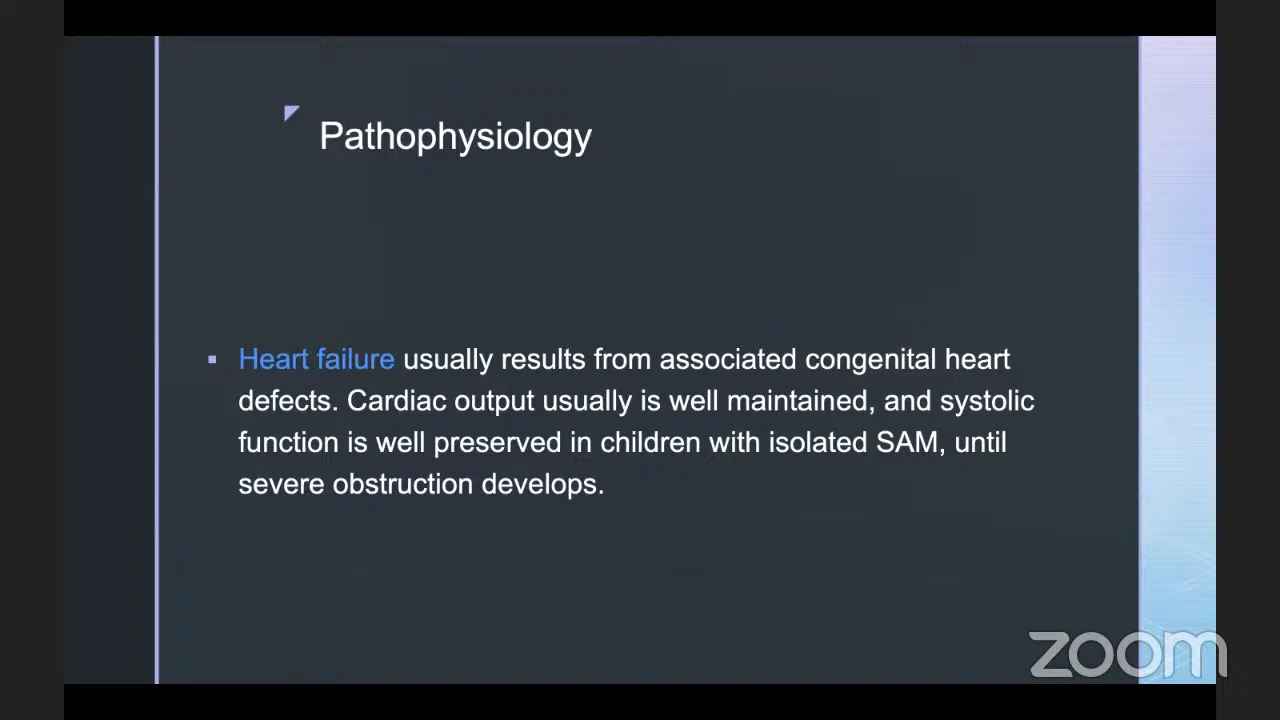 Pathophysiology
▪ Heart failure usually results from associated congenital heart
defects. Cardiac output usually is well maintained, and systolic
function is well preserved in children with isolated SAM, until
severe obstruction develops.
zoom